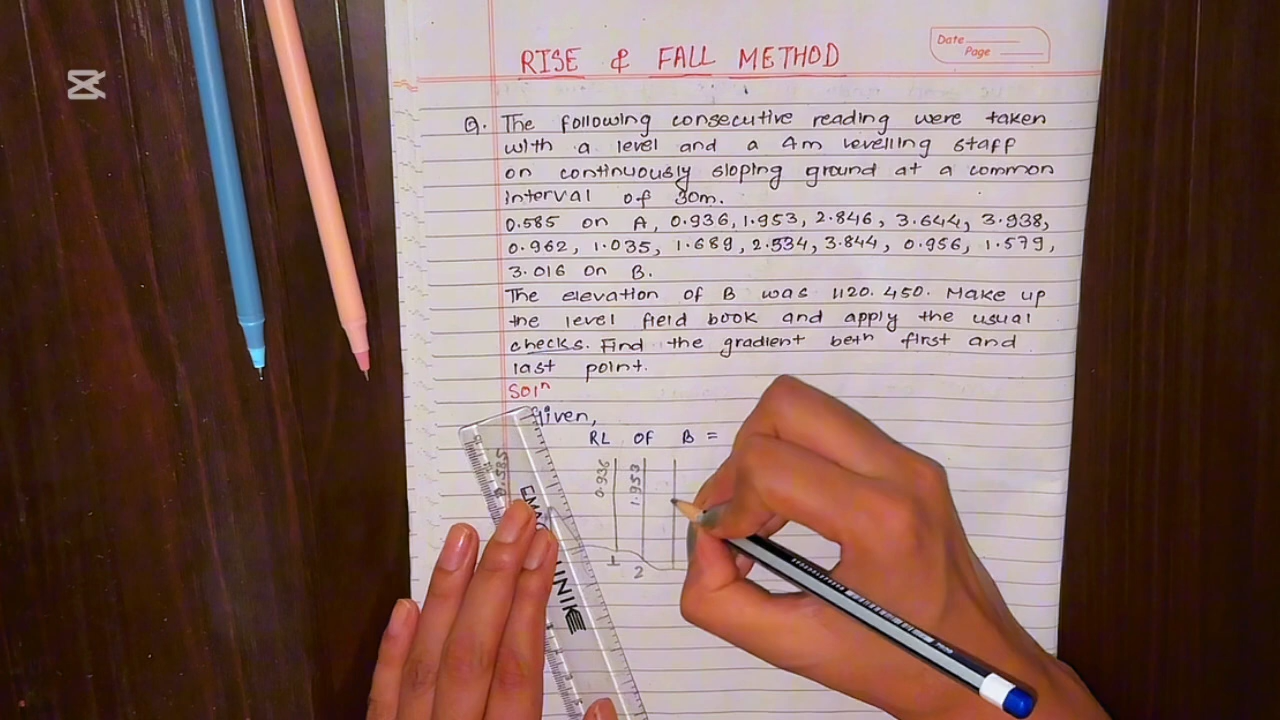 RISE & FALL METHOD
Date
Page
Q. The following consecutive reading were taken
with a level and a 4m levelling staff
on continuously sloping ground at a common
interval of 30m.
0.585 on A, 0.936, 1.953, 2.846, 3.644, 3.938,
0.962, 1.035, 1.689, 2.534, 3.844, 0.956, 1.579,
3.016 on B.
The elevation of B was 1120.450. Make up
the level field book and apply the usual
checks. Find the gradient betn first and
last point.
Soln
Given,
RL OF B =
0.585
0.936
1.953
1
2